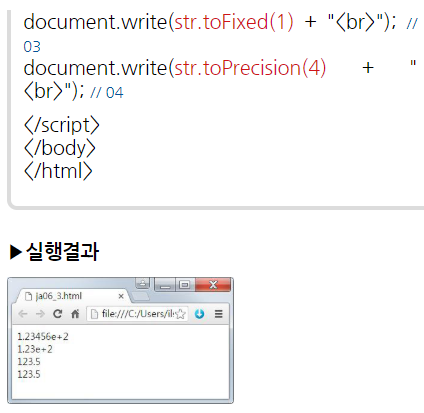 document.write(str.toFixed(1) + "<br>"); //
03
document.write(str.toPrecision(4) + "
<br>"); // 04
</script>
</body>
</html>
▶실행결과
ja06_3.html
file:///C:/Users/il
1.23456e+2
1.23e+2
123.5
123.5